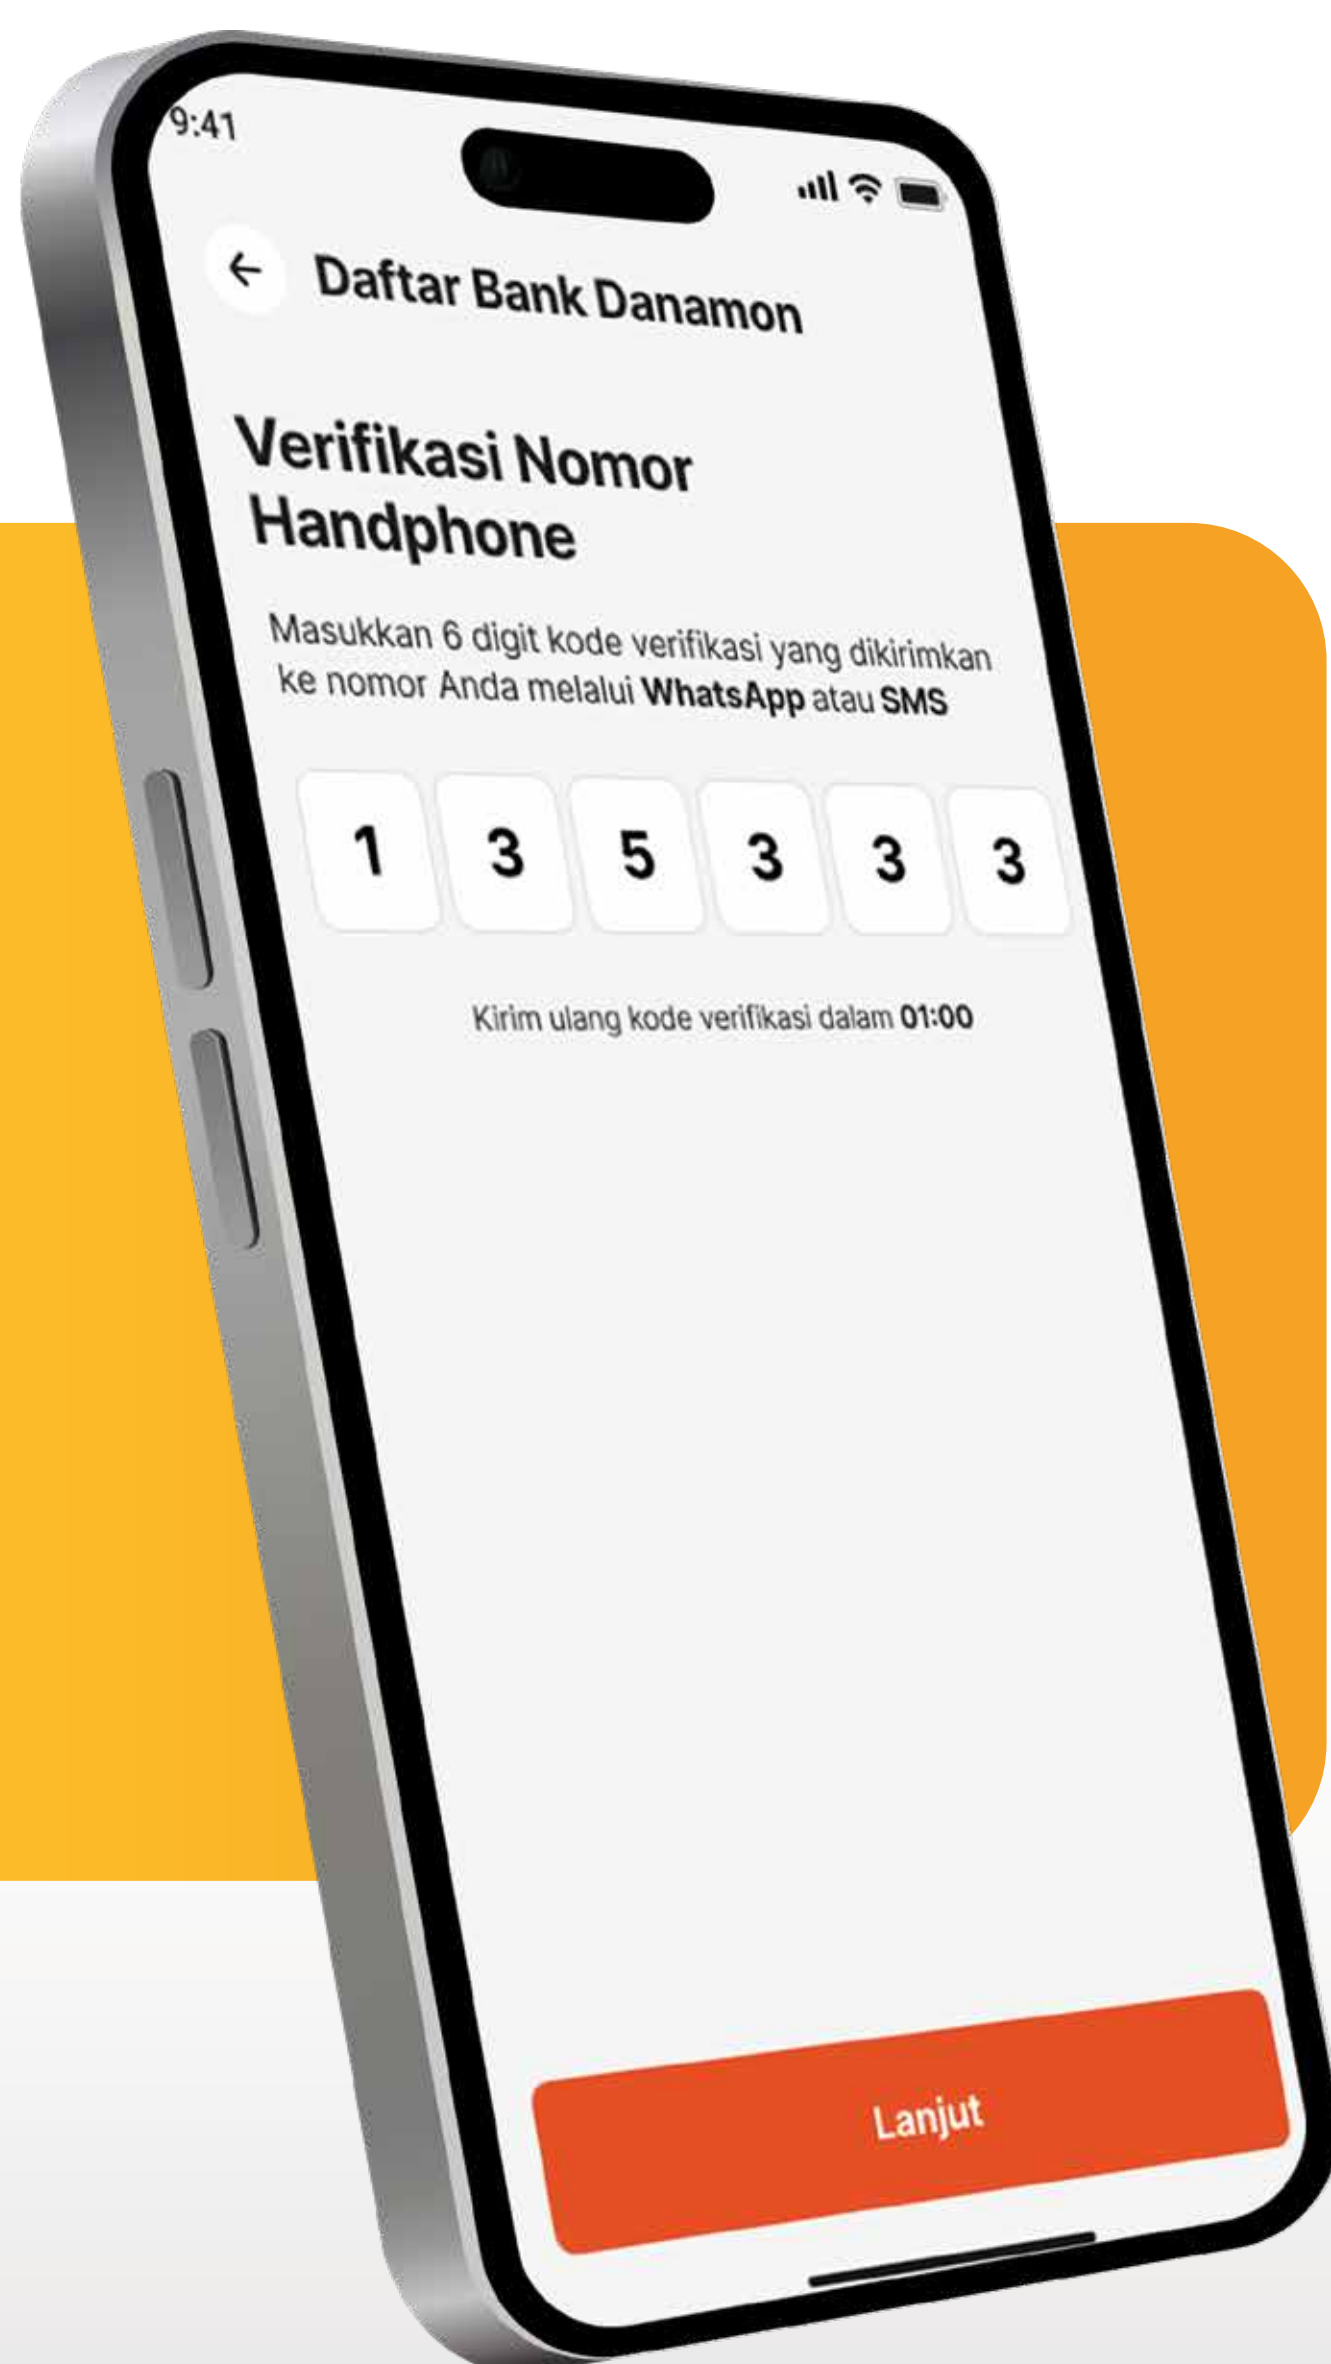 9:41
Daftar Bank Danamon
Verifikasi Nomor
Handphone
Masukkan 6 digit kode verifikasi yang dikirimkan
ke nomor Anda melalui WhatsApp atau SMS
1 3 5 3 3 3
Kirim ulang kode verifikasi dalam 01:00
Lanjut